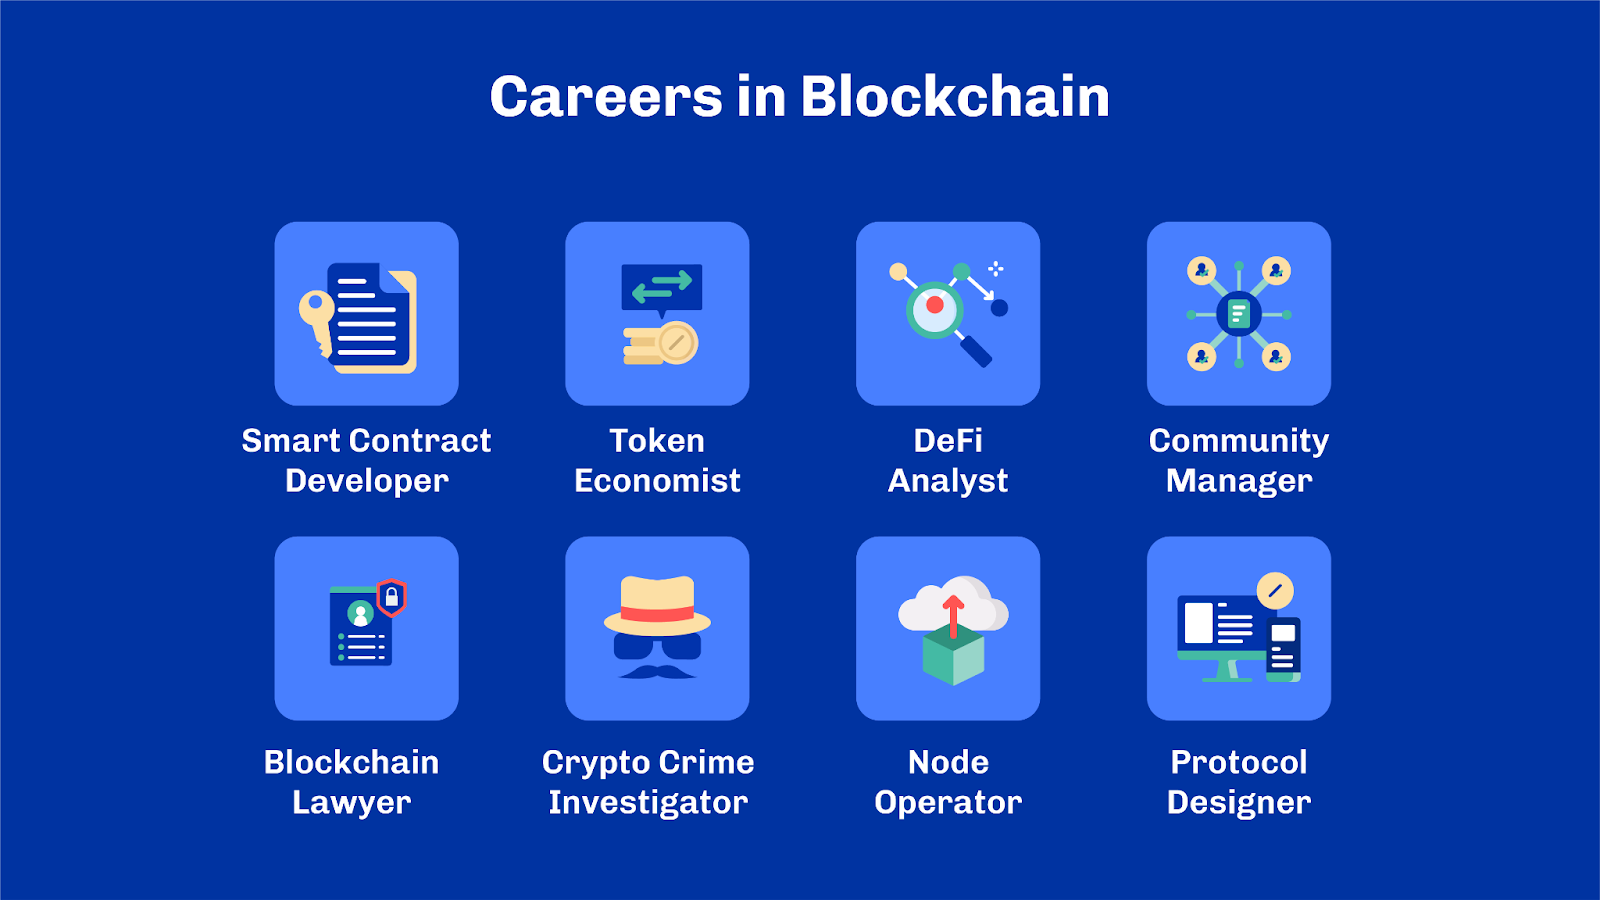 Careers in Blockchain
Smart Contract
Developer
Token
Economist
DeFi
Analyst
Community
Manager
Blockchain
Lawyer
Crypto Crime
Investigator
Node
Operator
Protocol
Designer